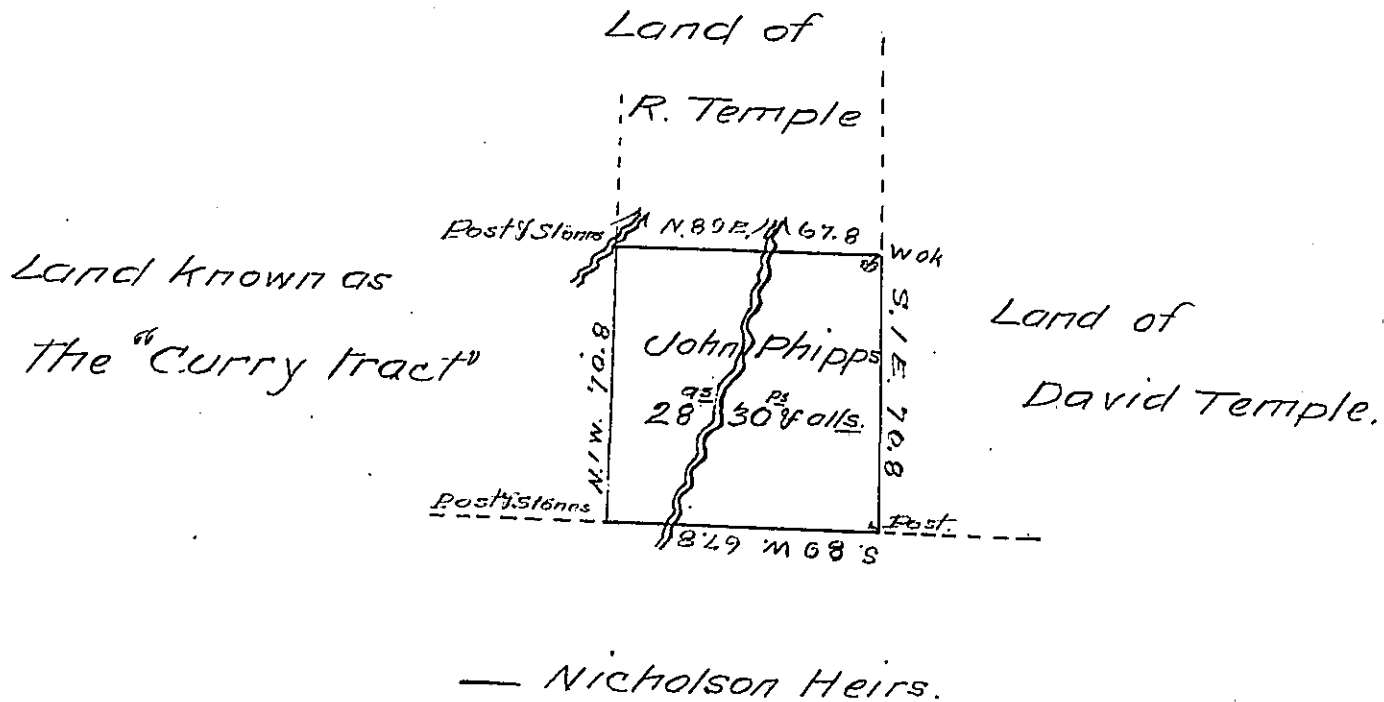 Land of
R. Temple
Post & Stones
N. 89 E. 67.8
W Ok
Land known as
The "Curry Tract"
Land of
David Temple.
N. 1 W. 70.8
S. 1 E. 70.8
John Phipps
28 as 30 ps & alls.
Post & Stones
Post.
S. 89 W. 67.8
— Nicholson Heirs.